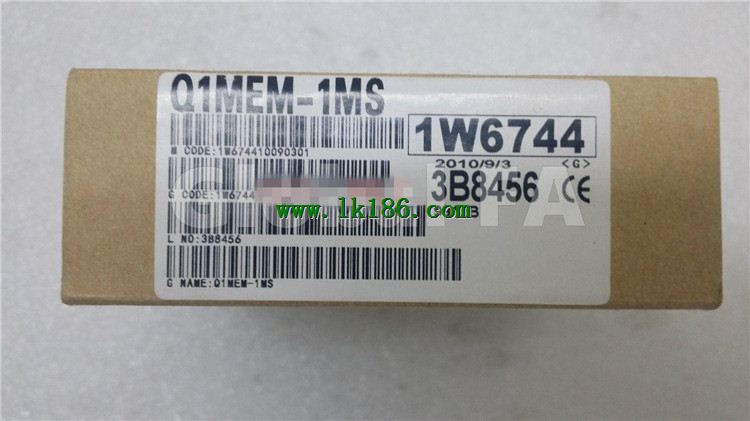 Q1MEM-1MS
1W6744
M CODE:1W674410090301
2010/9/3 <G>
G CODE:1W6744
3B8456 CE
www.lk186.com
B
L NO:3B8456
G NAME:Q1MEM-1MS